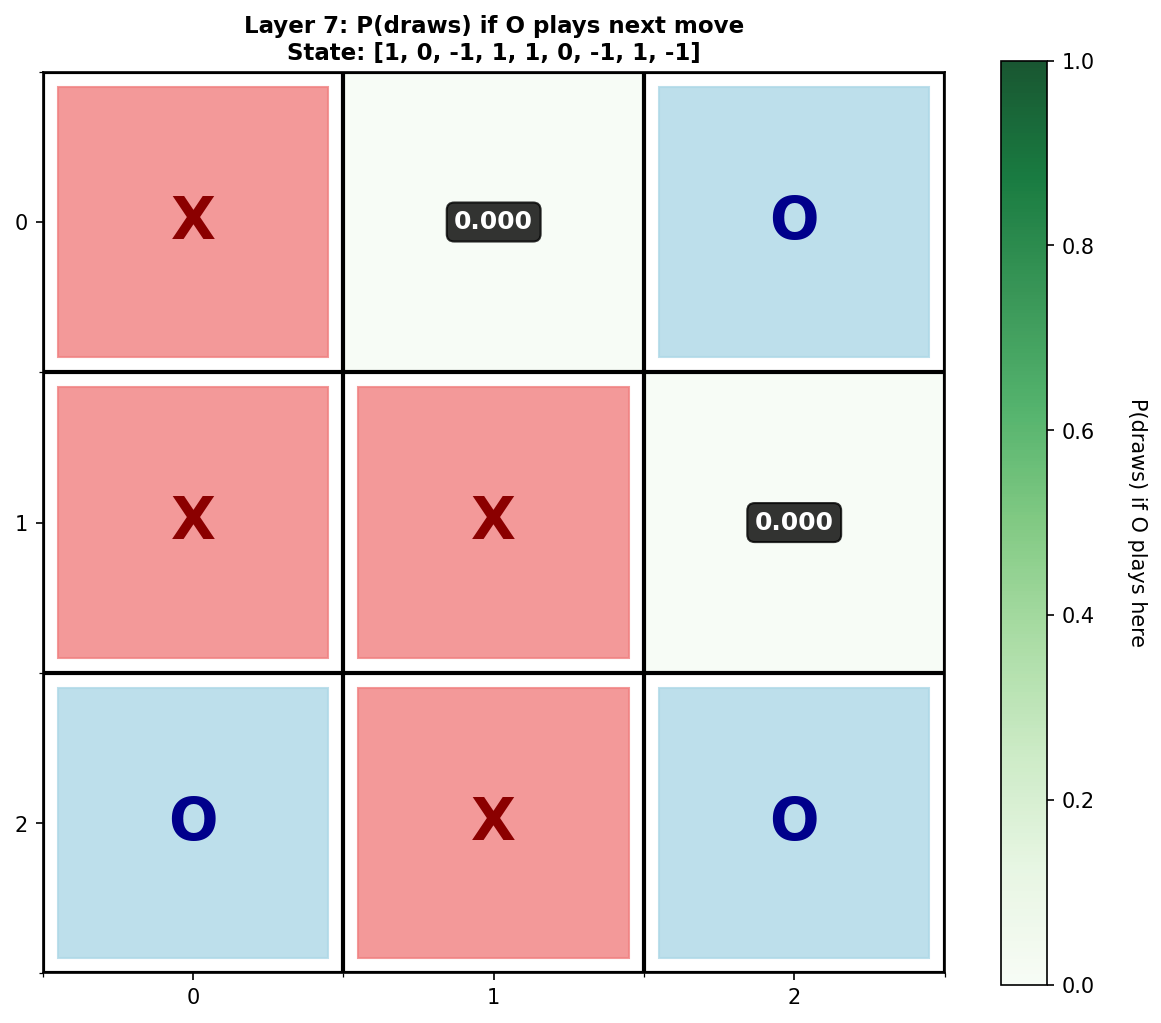 Layer 7: P(draws) if O plays next move
State: [1, 0, -1, 1, 1, 0, -1, 1, -1]
X
0.000
O
X
X
0.000
O
X
O
0
1
2
0
1
2
1.0
0.8
0.6
0.4
0.2
0.0
P(draws) if O plays here